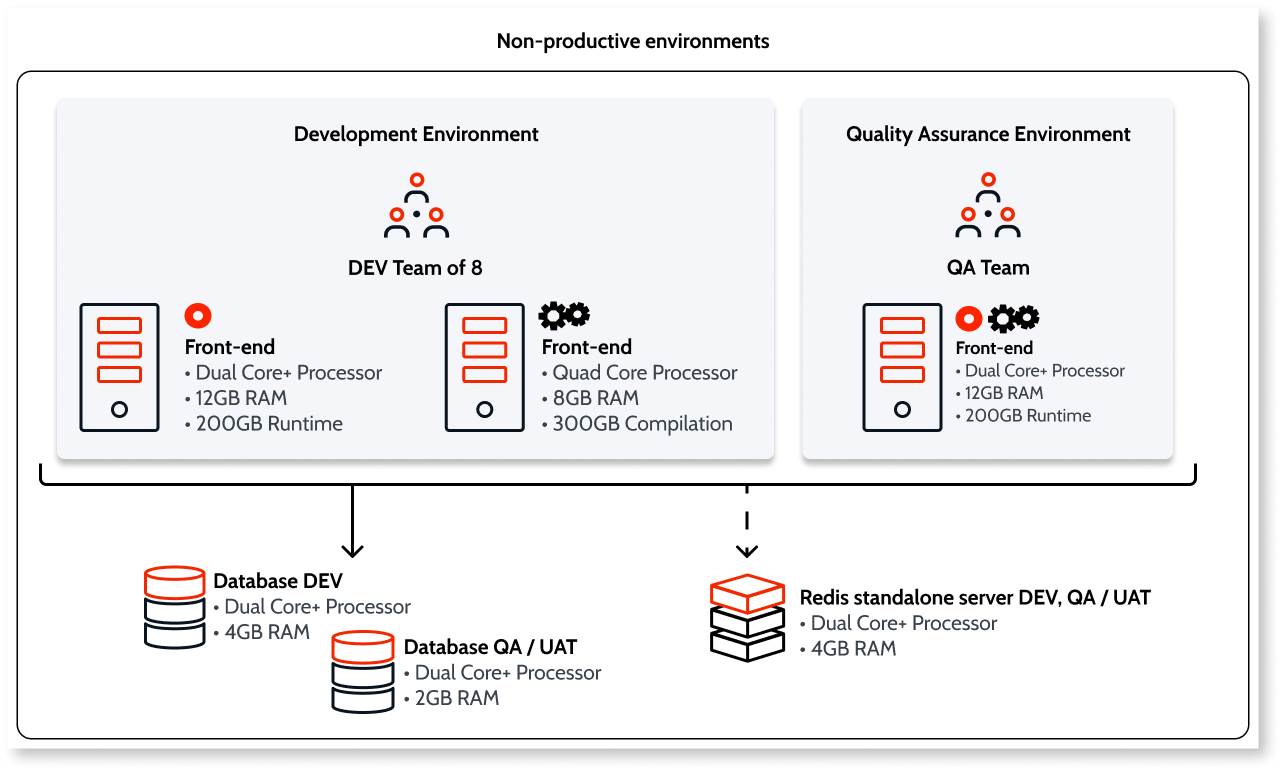 Non-productive environments
Development Environment
DEV Team of 8
Front-end
• Dual Core+ Processor
• 12GB RAM
• 200GB Runtime
Front-end
• Quad Core Processor
• 8GB RAM
• 300GB Compilation
Quality Assurance Environment
QA Team
Front-end
• Dual Core+ Processor
• 12GB RAM
• 200GB Runtime
Database DEV
• Dual Core+ Processor
• 4GB RAM
Database QA / UAT
• Dual Core+ Processor
• 2GB RAM
Redis standalone server DEV, QA / UAT
• Dual Core+ Processor
• 4GB RAM